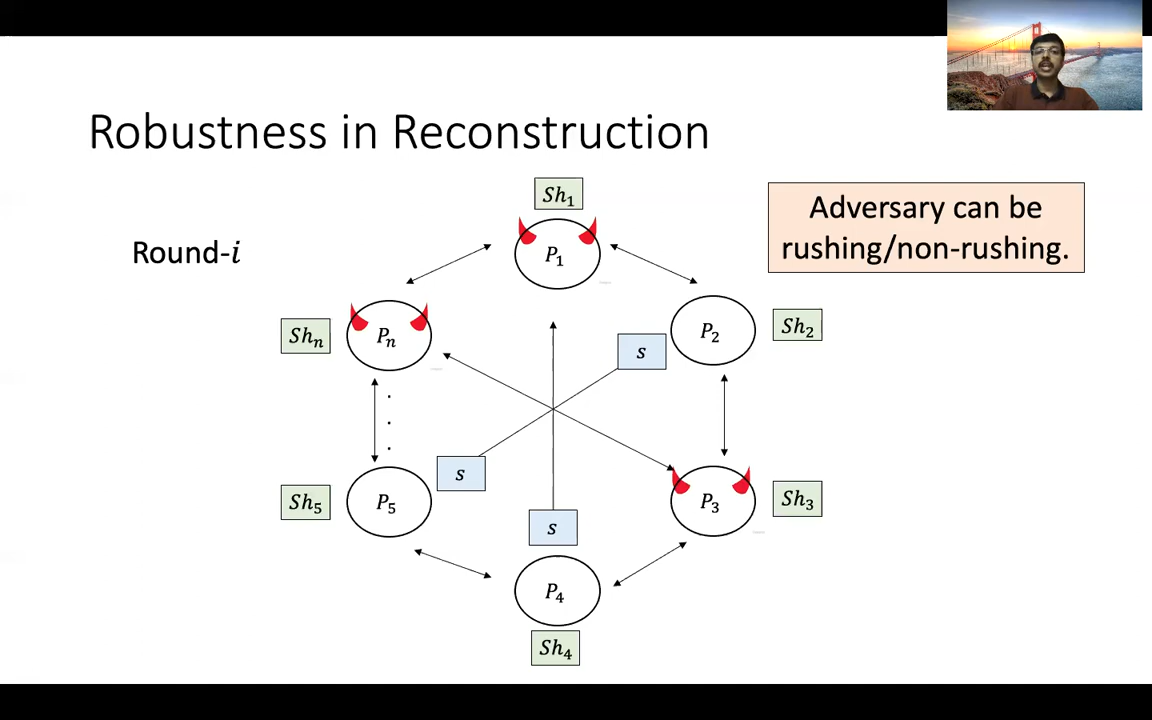 Robustness in Reconstruction
Sh₁
Adversary can be
rushing/non-rushing.
Round-i
P₁
Shₙ
Pₙ
P₂
Sh₂
s
s
Sh₅
P₅
P₃
Sh₃
s
P₄
Sh₄